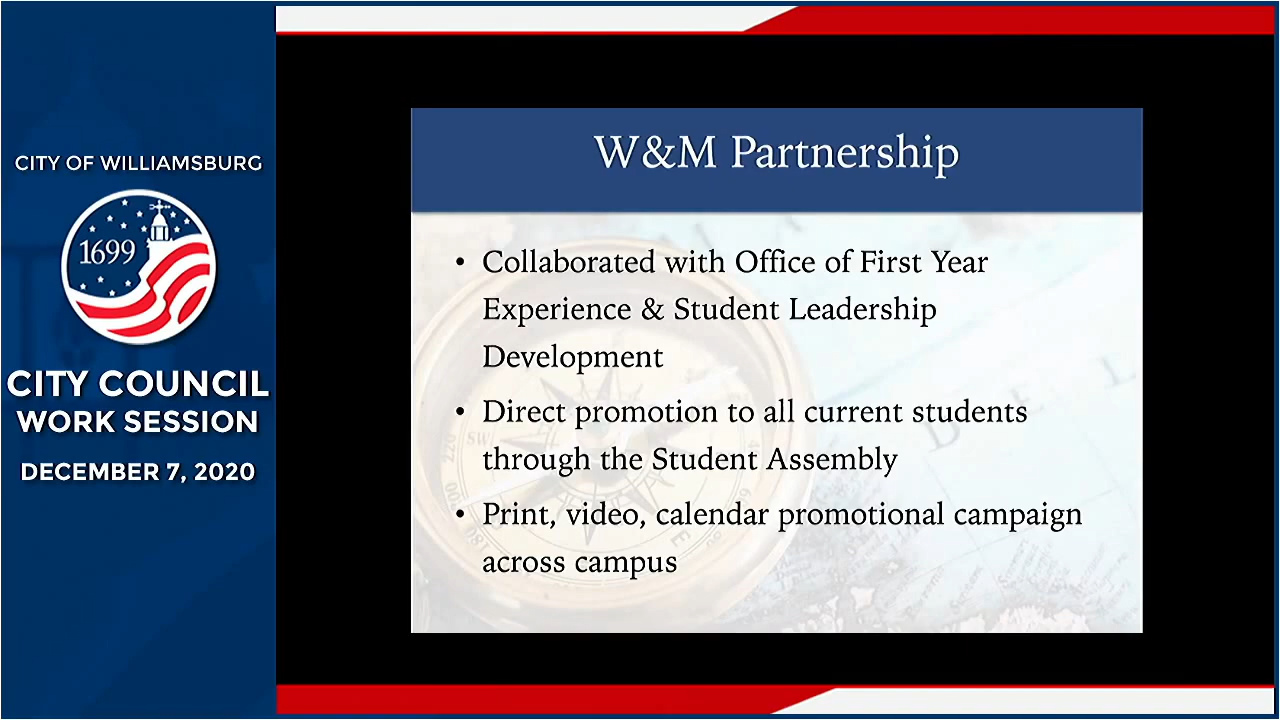 CITY OF WILLIAMSBURG
1699
CITY COUNCIL
WORK SESSION
DECEMBER 7, 2020
W&M Partnership
• Collaborated with Office of First Year
Experience & Student Leadership
Development
• Direct promotion to all current students
through the Student Assembly
• Print, video, calendar promotional campaign
across campus